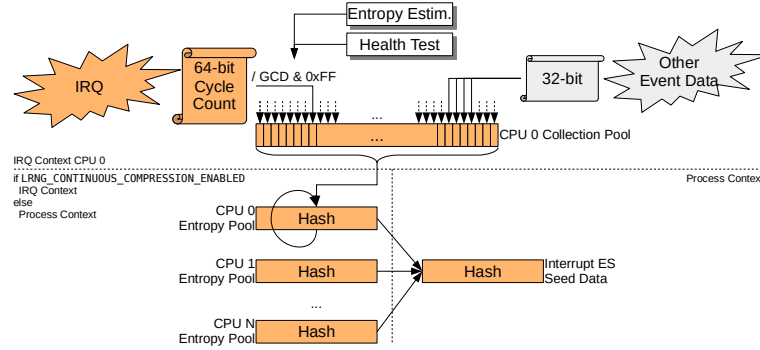 Entropy Estim.
Health Test
IRQ
64-bit
Cycle
Count
/ GCD & 0xFF
32-bit
Other
Event Data
...
...
CPU 0 Collection Pool
IRQ Context CPU 0
if LRNG_CONTINUOUS_COMPRESSION_ENABLED
IRQ Context
else
Process Context
Process Context
CPU 0
Entropy Pool
Hash
CPU 1
Entropy Pool
Hash
Hash
Interrupt ES
Seed Data
...
CPU N
Entropy Pool
Hash